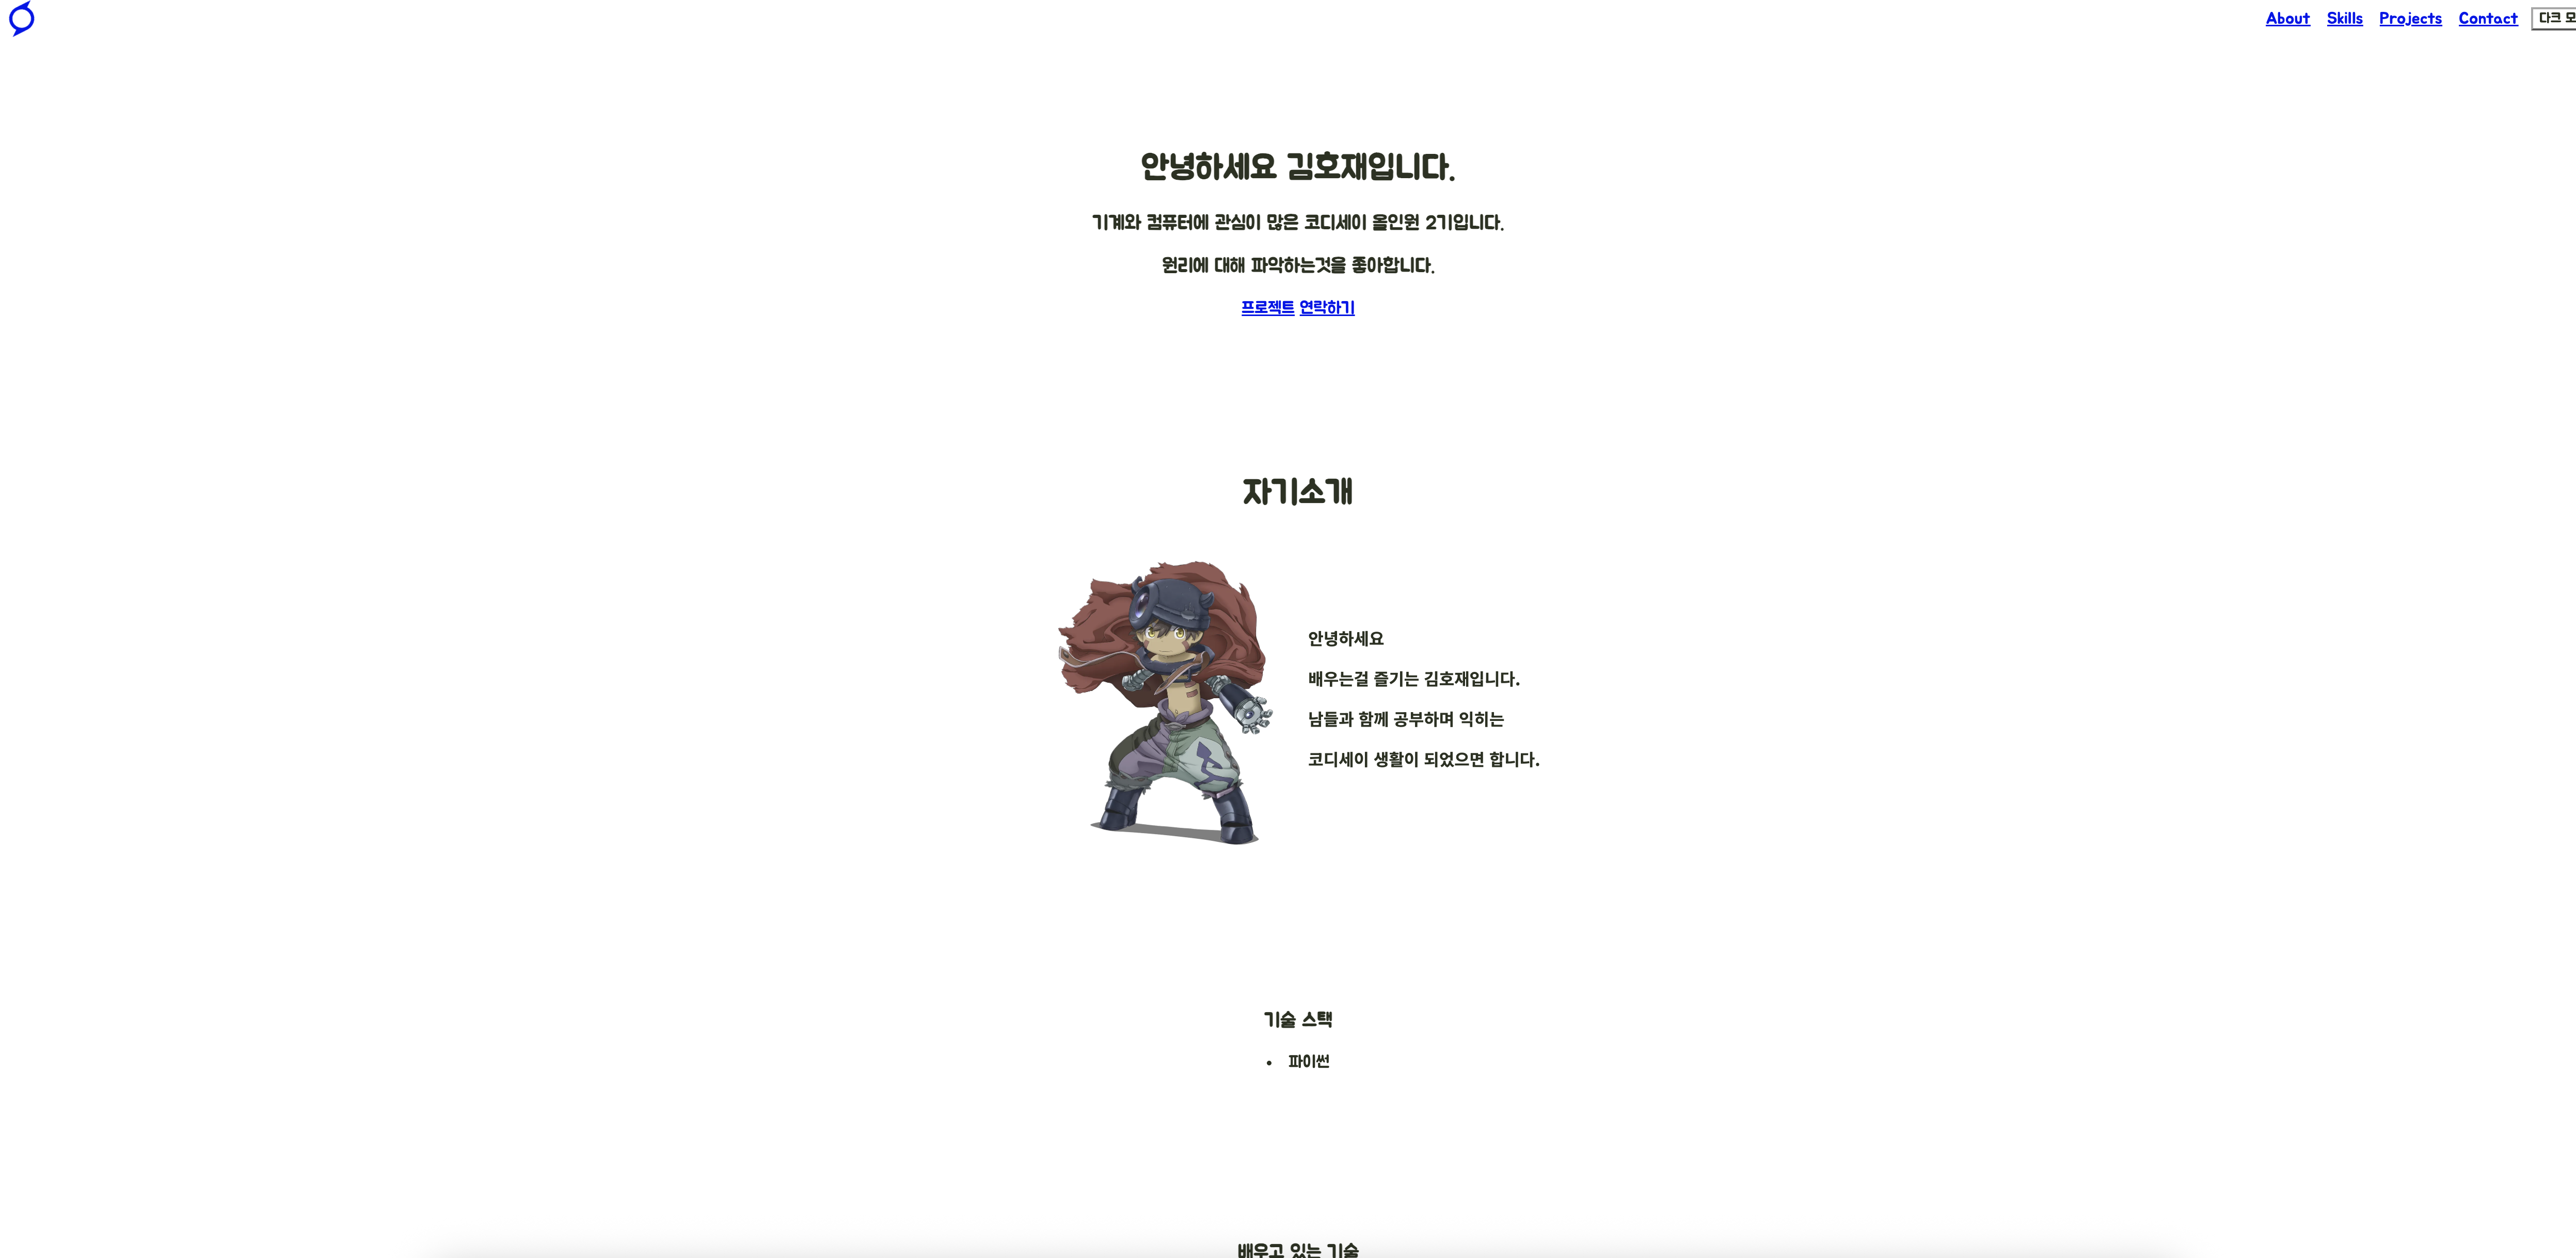 About Skills Projects Contact 다크 모
안녕하세요 김호재입니다.
기계와 컴퓨터에 관심이 많은 코디세이 올인원 2기입니다.
원리에 대해 파악하는것을 좋아합니다.
프로젝트 연락하기
자기소개
안녕하세요
배우는걸 즐기는 김호재입니다.
남들과 함께 공부하며 익히는
코디세이 생활이 되었으면 합니다.
기술 스택
• 파이썬
배우고 있는 기술